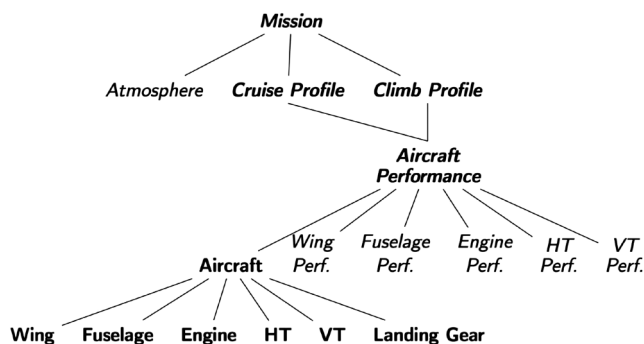 Mission
Atmosphere Cruise Profile Climb Profile
Aircraft
Performance
Wing Fuselage Engine HT VT
Perf. Perf. Perf. Perf. Perf.
Aircraft
Wing Fuselage Engine HT VT Landing Gear